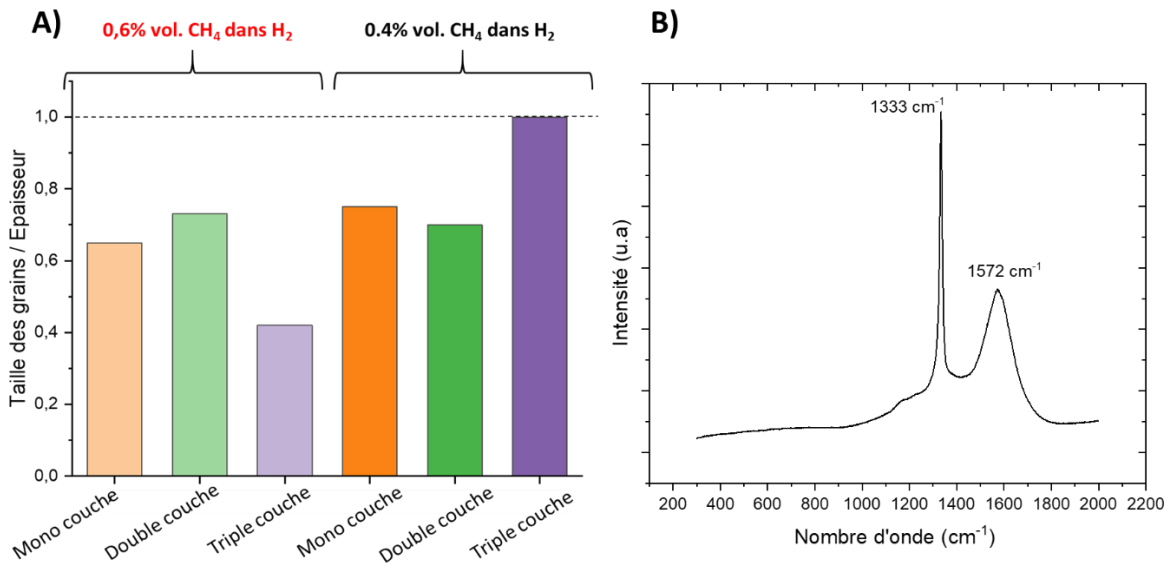 A)
0,6% vol. CH₄ dans H₂
0.4% vol. CH₄ dans H₂
Taille des grains / Epaisseur
1,0
0,8
0,6
0,4
0,2
0,0
Mono couche
Double couche
Triple couche
Mono couche
Double couche
Triple couche
B)
1333 cm⁻¹
1572 cm⁻¹
Intensité (u.a)
200 400 600 800 1000 1200 1400 1600 1800 2000 2200
Nombre d'onde (cm⁻¹)